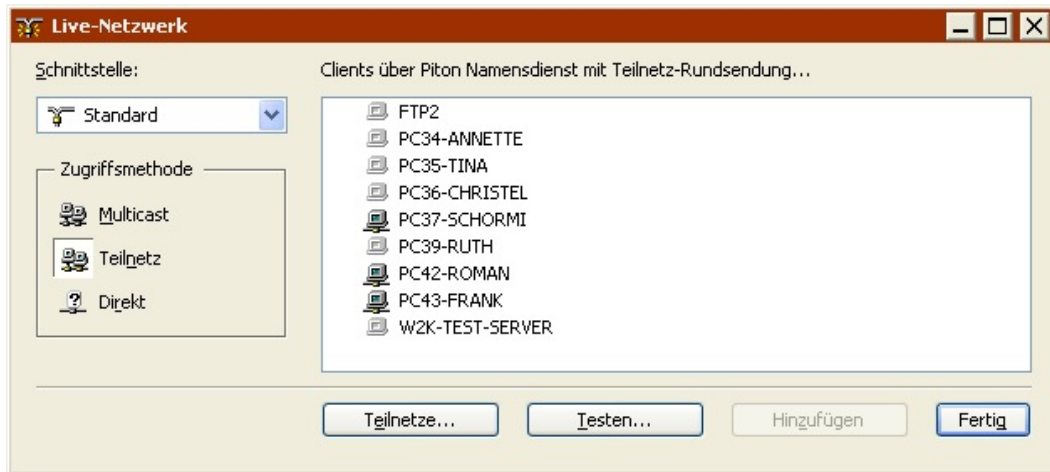 Live-Netzwerk
Schnittstelle:
Standard
Zugriffsmethode
Multicast
Teilnetz
Direkt
Clients über Piton Namensdienst mit Teilnetz-Rundsendung...
FTP2
PC34-ANNETTE
PC35-TINA
PC36-CHRISTEL
PC37-SCHORMI
PC39-RUTH
PC42-ROMAN
PC43-FRANK
W2K-TEST-SERVER
Teilnetze...
Testen...
Hinzufügen
Fertig